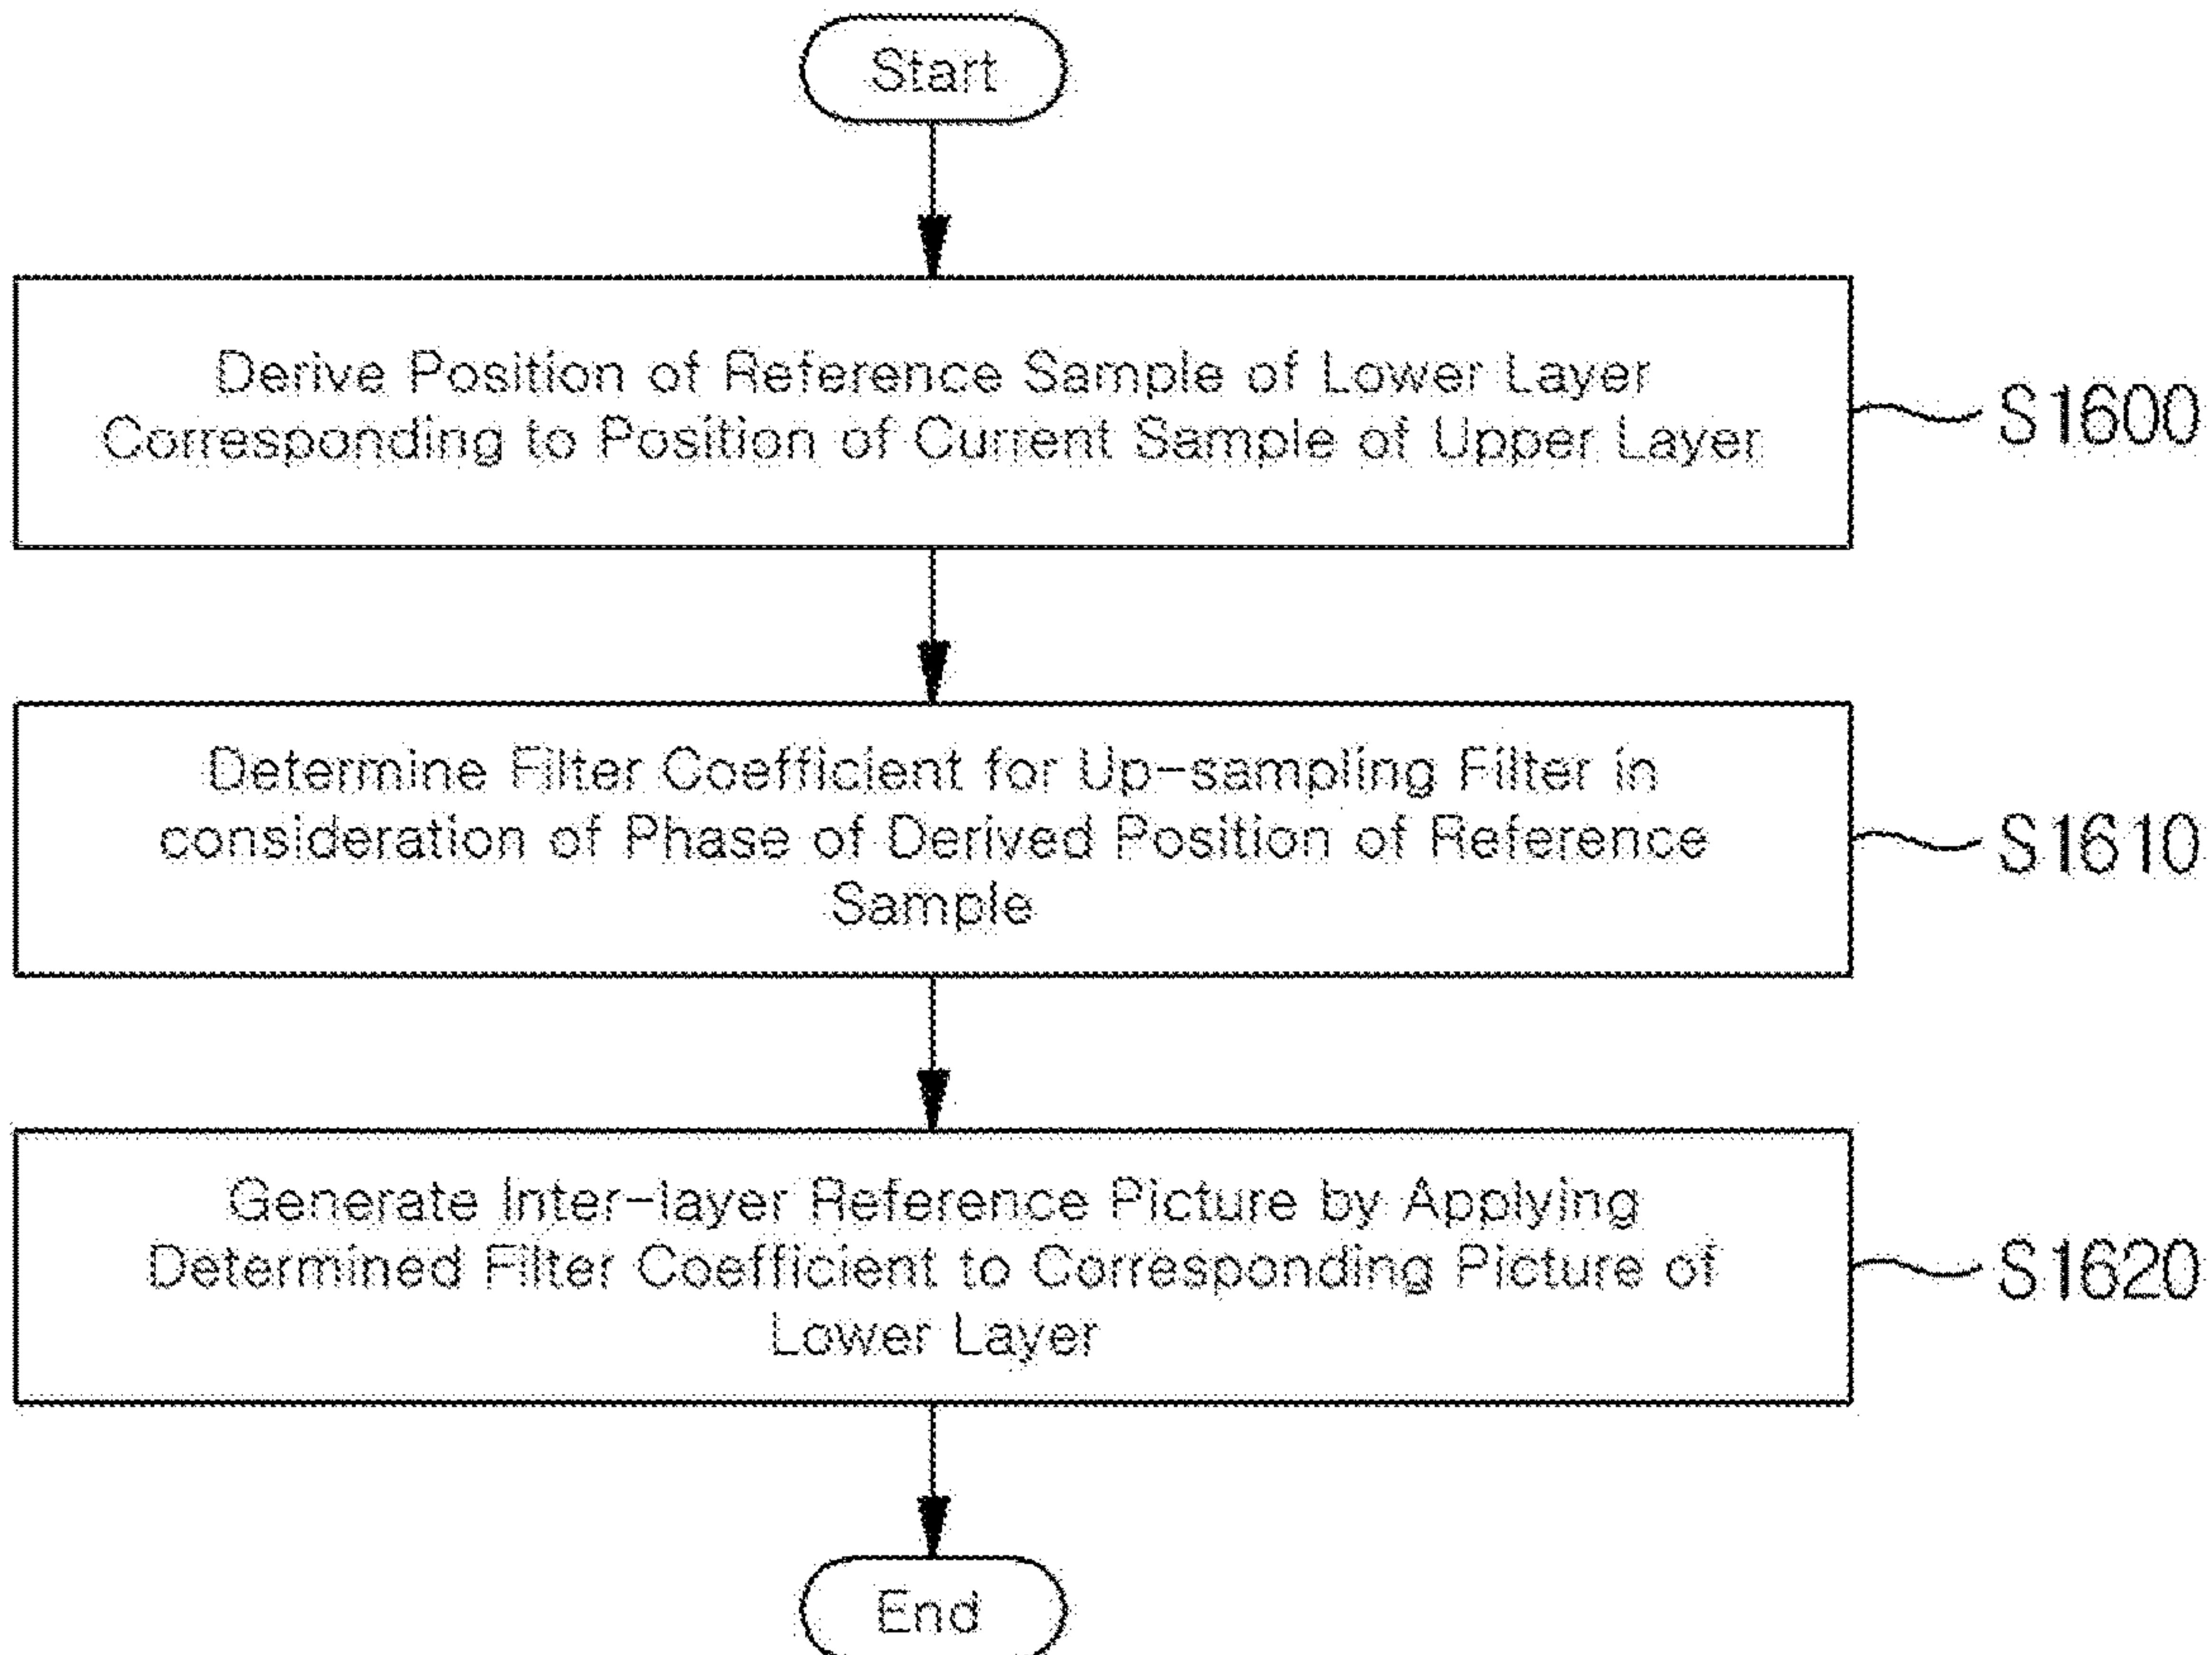 Start
Derive Position of Reference Sample of Lower Layer
Corresponding to Position of Current Sample of Upper Layer
S1600
Determine Filter Coefficient for Up-sampling Filter in
consideration of Phase of Derived Position of Reference
Sample
S1610
Generate Inter-layer Reference Picture by Applying
Determined Filter Coefficient to Corresponding Picture of
Lower Layer
S1620
End